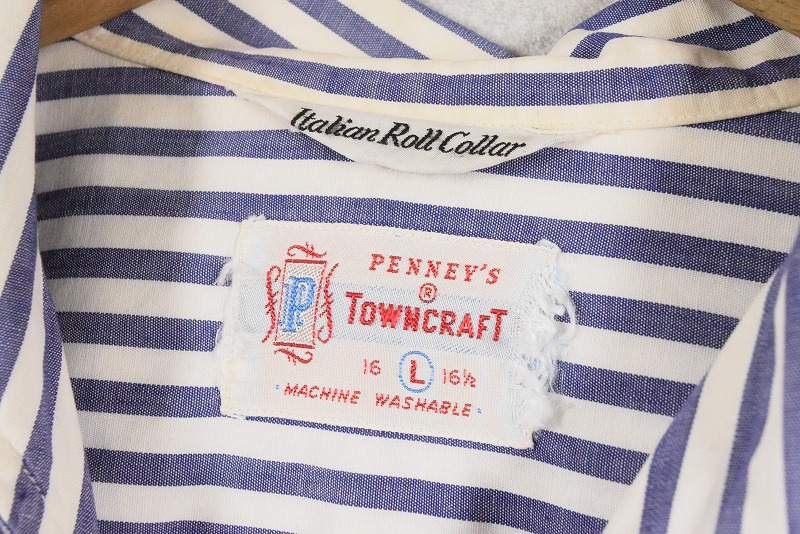 Italian Roll Collar
P
PENNEY'S
®
TOWNCRAFT
16 L 16½
·MACHINE WASHABLE·